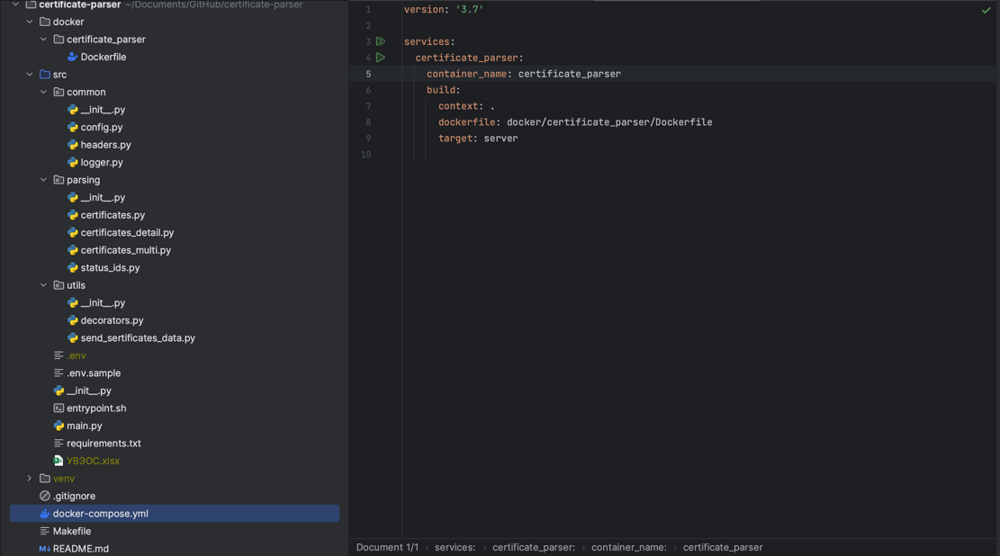 certificate-parser ~/Documents/GitHub/certificate-parser
docker
certificate_parser
Dockerfile
src
common
__init__.py
config.py
headers.py
logger.py
parsing
__init__.py
certificates.py
certificates_detail.py
certificates_multi.py
status_ids.py
utils
__init__.py
decorators.py
send_sertificates_data.py
.env
.env.sample
__init__.py
entrypoint.sh
main.py
requirements.txt
УВЭОС.xlsx
venv
.gitignore
docker-compose.yml
Makefile
README.md
1 version: '3.7'
2
3 services:
4 certificate_parser:
5 container_name: certificate_parser
6 build:
7 context: .
8 dockerfile: docker/certificate_parser/Dockerfile
9 target: server
10
Document 1/1 › services: › certificate_parser: › container_name: › certificate_parser